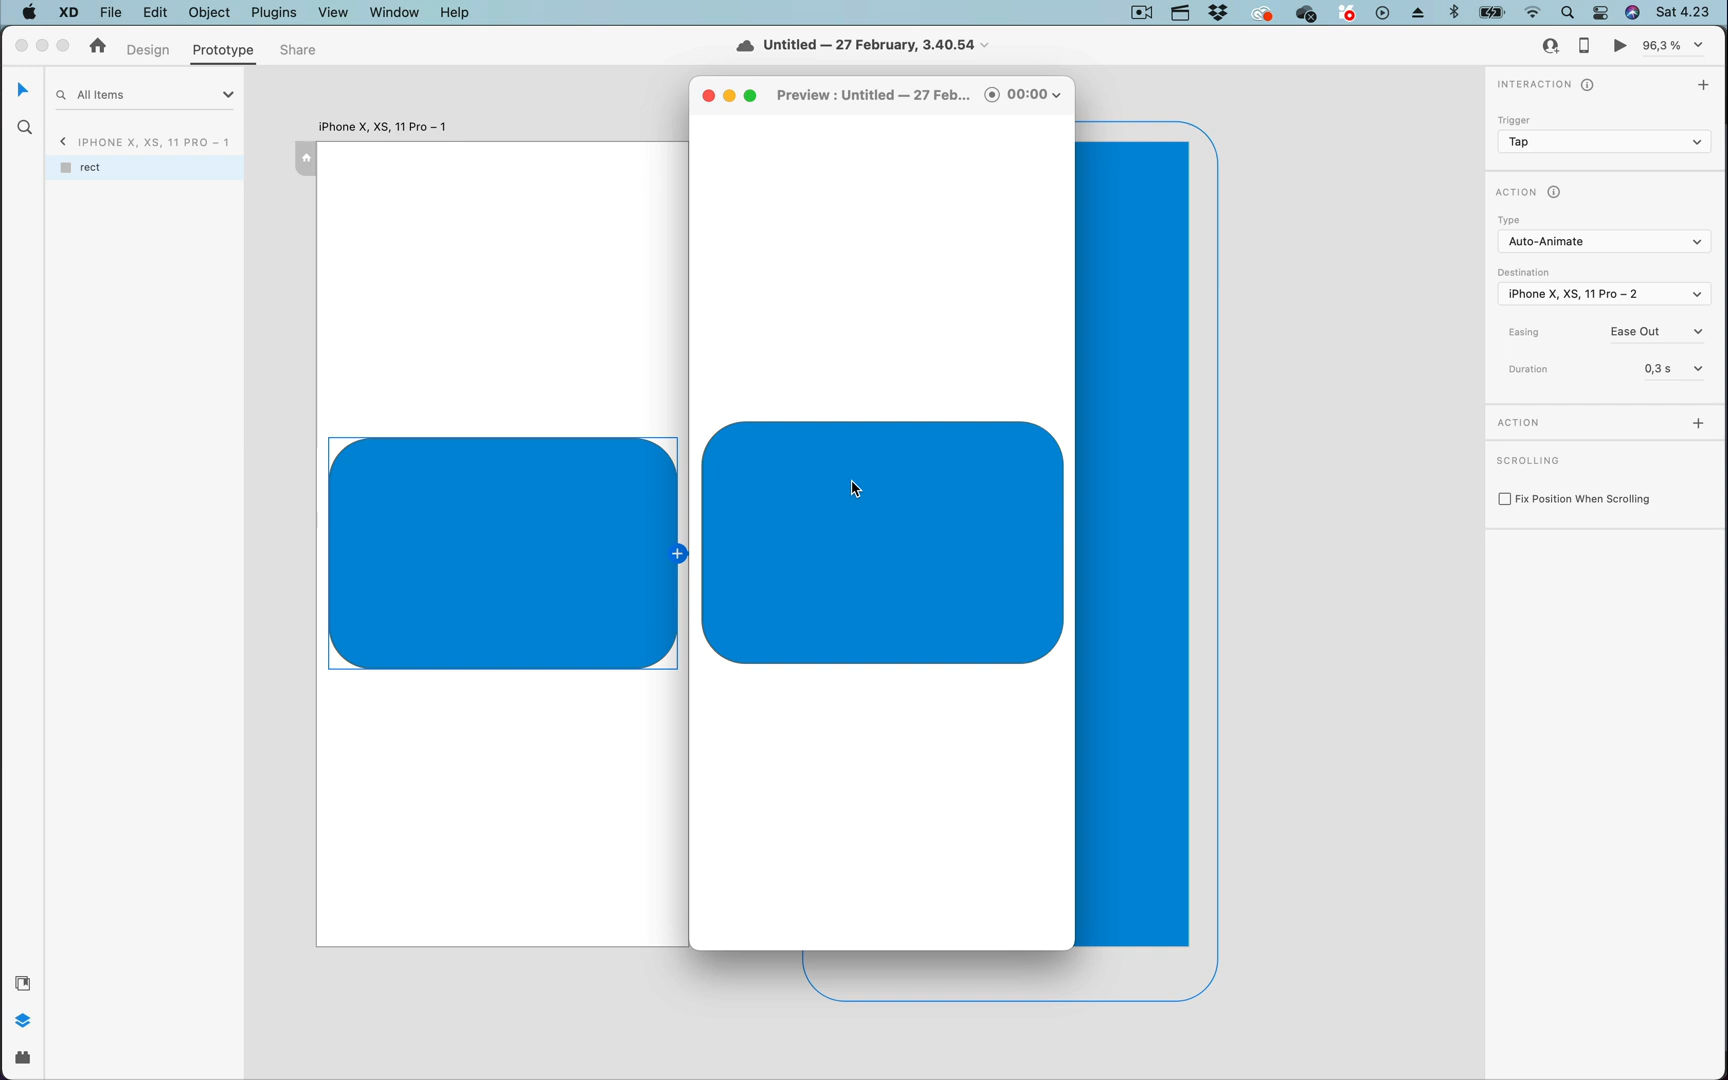 XD File Edit Object Plugins View Window Help Sat 4.23
Design Prototype Share Untitled — 27 February, 3.40.54 96,3 %
All Items
IPHONE X, XS, 11 PRO – 1
rect
iPhone X, XS, 11 Pro – 1
Preview : Untitled — 27 Feb... 00:00
INTERACTION
Trigger
Tap
ACTION
Type
Auto-Animate
Destination
iPhone X, XS, 11 Pro – 2
Easing Ease Out
Duration 0,3 s
ACTION
SCROLLING
Fix Position When Scrolling